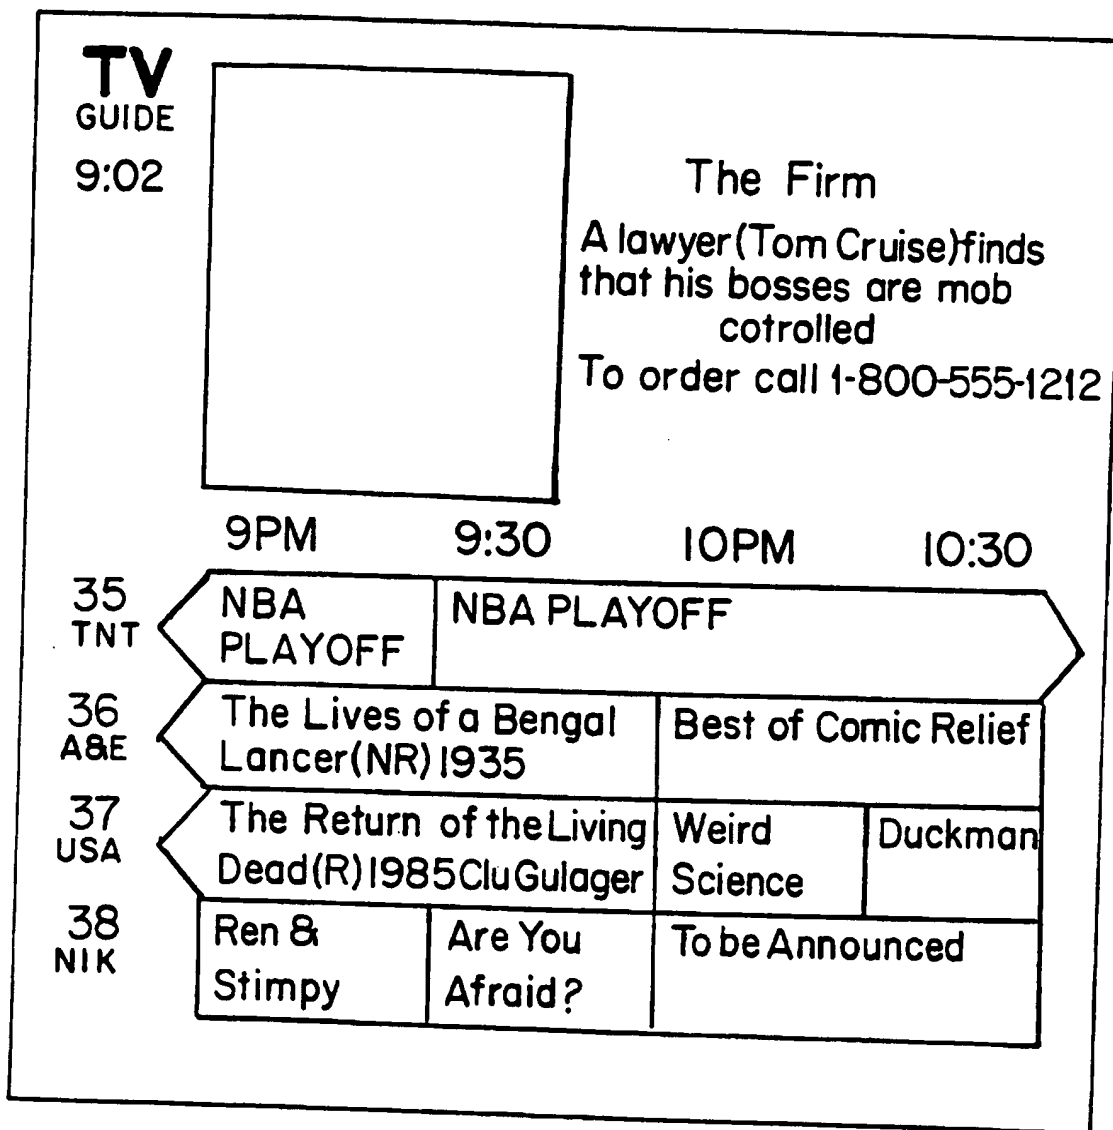 TV
GUIDE
9:02
The Firm
A lawyer (Tom Cruise) finds
that his bosses are mob
cotrolled
To order call 1-800-555-1212
9PM 9:30 10PM 10:30
35
TNT
NBA
PLAYOFF
NBA PLAYOFF
36
A&E
The Lives of a Bengal
Lancer (NR) 1935
Best of Comic Relief
37
USA
The Return of the Living
Dead (R) 1985 Clu Gulager
Weird
Science
Duckman
38
NIK
Ren &
Stimpy
Are You
Afraid?
To be Announced